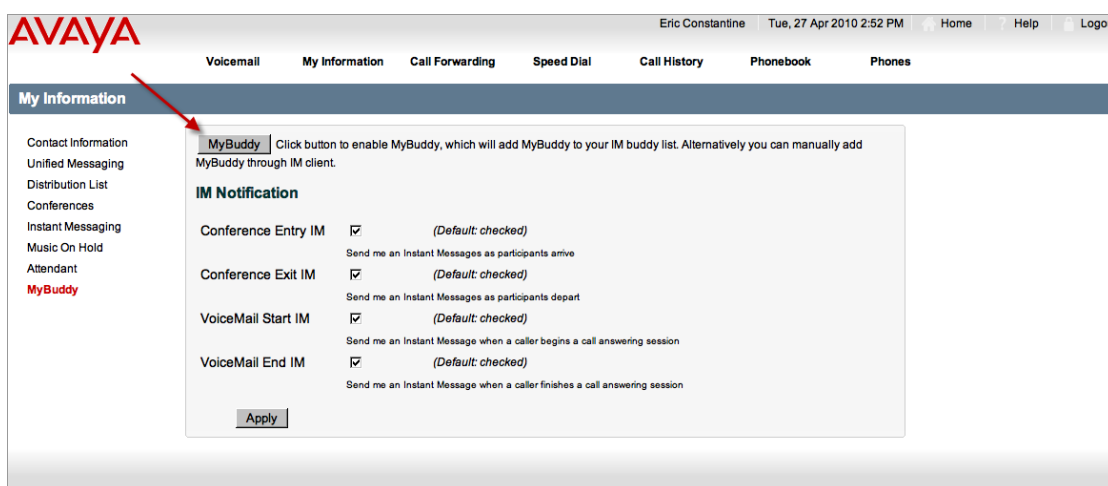 AVAYA
Eric Constantine Tue, 27 Apr 2010 2:52 PM Home ? Help Logo
Voicemail My Information Call Forwarding Speed Dial Call History Phonebook Phones
My Information
Contact Information
Unified Messaging
Distribution List
Conferences
Instant Messaging
Music On Hold
Attendant
MyBuddy
MyBuddy Click button to enable MyBuddy, which will add MyBuddy to your IM buddy list. Alternatively you can manually add
MyBuddy through IM client.
IM Notification
Conference Entry IM (Default: checked)
Send me an Instant Messages as participants arrive
Conference Exit IM (Default: checked)
Send me an Instant Messages as participants depart
VoiceMail Start IM (Default: checked)
Send me an Instant Message when a caller begins a call answering session
VoiceMail End IM (Default: checked)
Send me an Instant Message when a caller finishes a call answering session
Apply